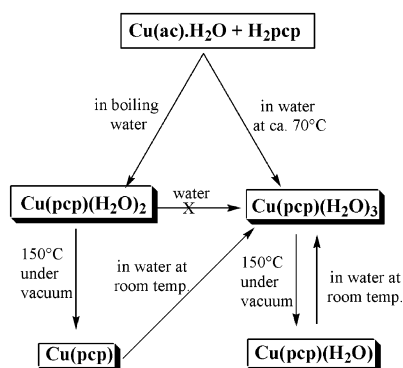 Cu(ac).H₂O + H₂pcp
in boiling
water
in water
at ca. 70°C
Cu(pcp)(H₂O)₂
water
X
Cu(pcp)(H₂O)₃
150°C
under
vacuum
in water at
room temp.
150°C
under
vacuum
in water at
room temp.
Cu(pcp)
Cu(pcp)(H₂O)